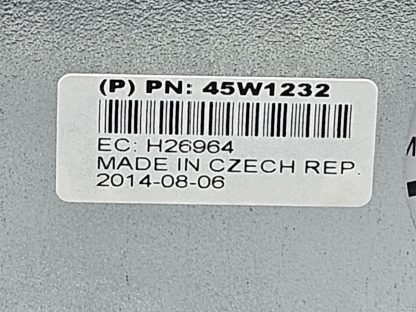 (P) PN: 45W1232
EC: H26964
MADE IN CZECH REP.
2014-08-06